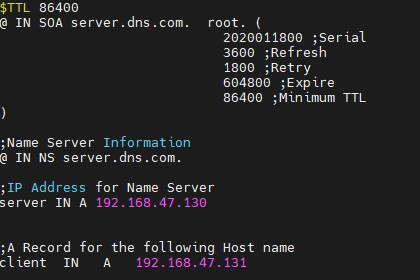 $TTL 86400
@ IN SOA server.dns.com.  root. (
                              2020011800 ;Serial
                              3600 ;Refresh
                              1800 ;Retry
                              604800 ;Expire
                              86400 ;Minimum TTL
)
;Name Server Information
@ IN NS server.dns.com.
;IP Address for Name Server
server IN A 192.168.47.130
;A Record for the following Host name
client  IN   A   192.168.47.131